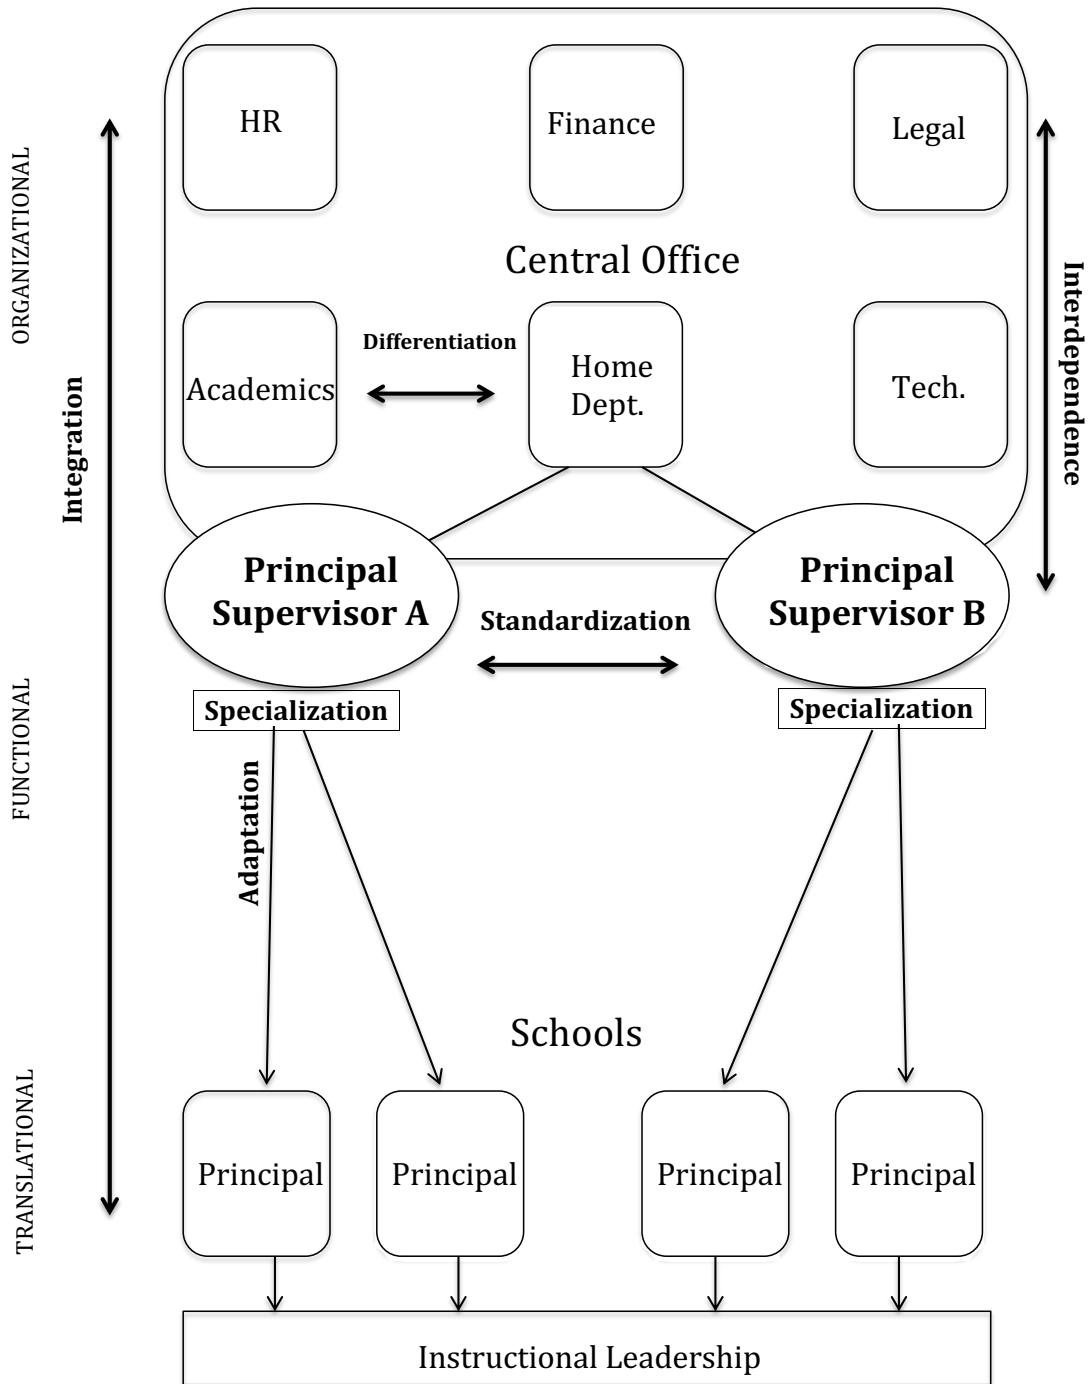 HR
Finance
Legal
ORGANIZATIONAL
Central Office
Interdependence
Differentiation
Academics
Home
Dept.
Tech.
Integration
Principal
Supervisor A
Principal
Supervisor B
Standardization
Specialization
Specialization
FUNCTIONAL
Adaptation
Schools
TRANSLATIONAL
Principal
Principal
Principal
Principal
Instructional Leadership